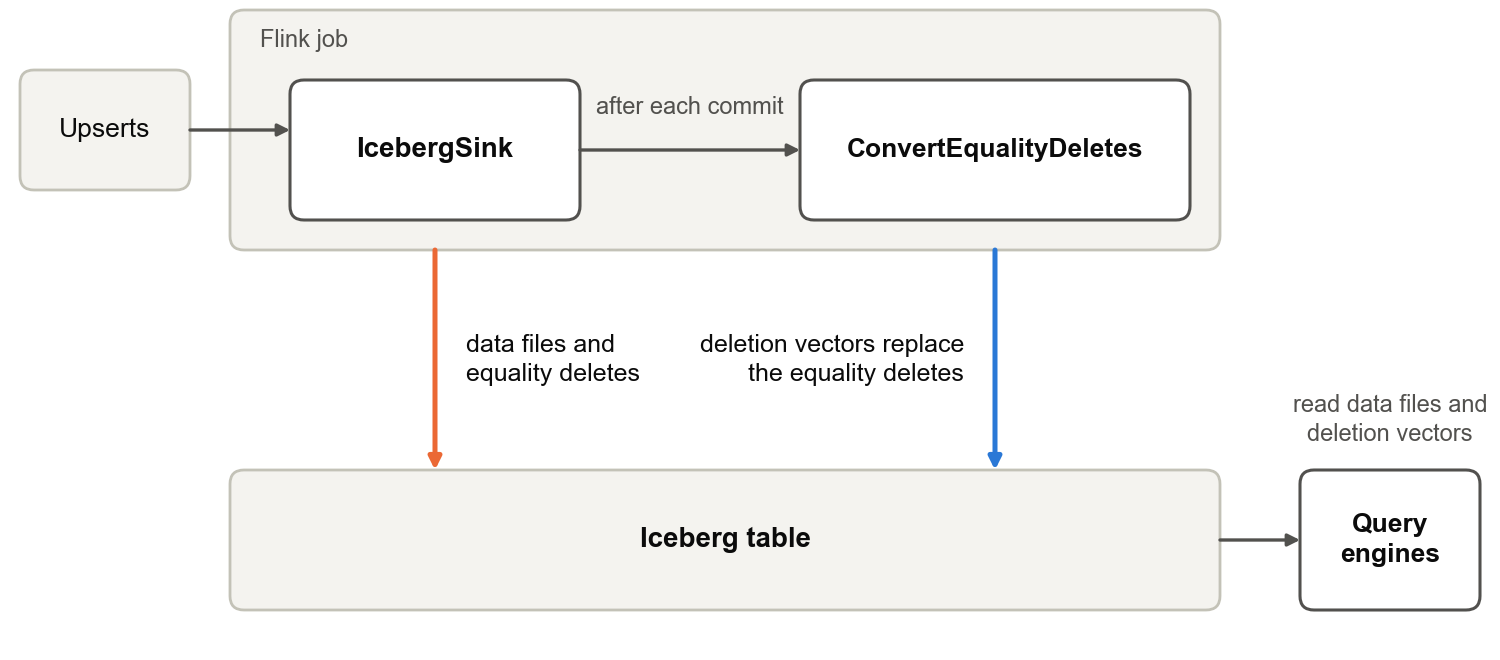 Flink job
Upserts
IcebergSink
after each commit
ConvertEqualityDeletes
data files and
equality deletes
deletion vectors replace
the equality deletes
read data files and
deletion vectors
Iceberg table
Query
engines